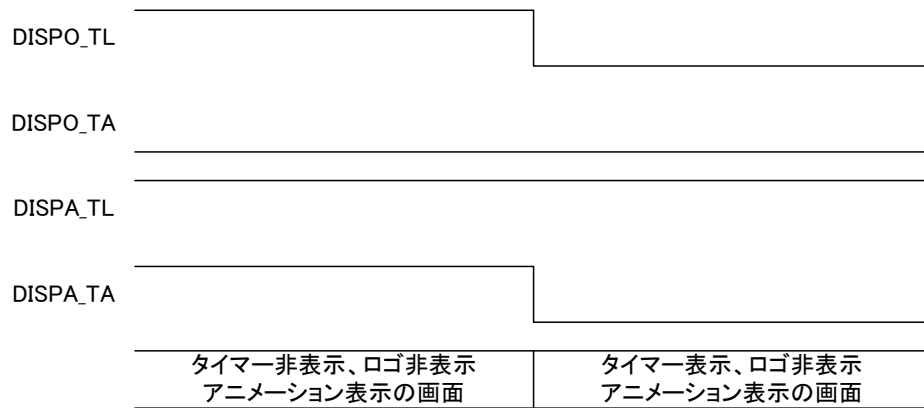 DISPO_TL
DISPO_TA
DISPA_TL
DISPA_TA
タイマー非表示、ロゴ非表示
アニメーション表示の画面
タイマー表示、ロゴ非表示
アニメーション表示の画面